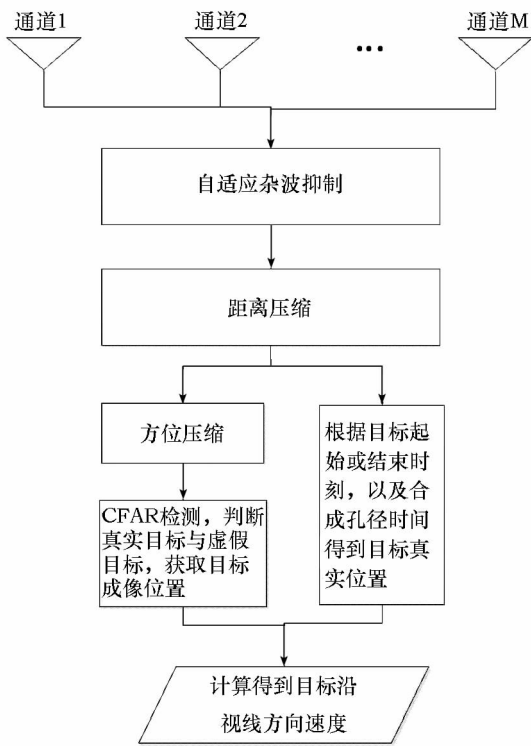 通道1 通道2 ··· 通道M
自适应杂波抑制
距离压缩
方位压缩
CFAR检测，判断
真实目标与虚假
目标，获取目标
成像位置
根据目标起
始或结束时
刻，以及合
成孔径时间
得到目标真
实位置
计算得到目标沿
视线方向速度